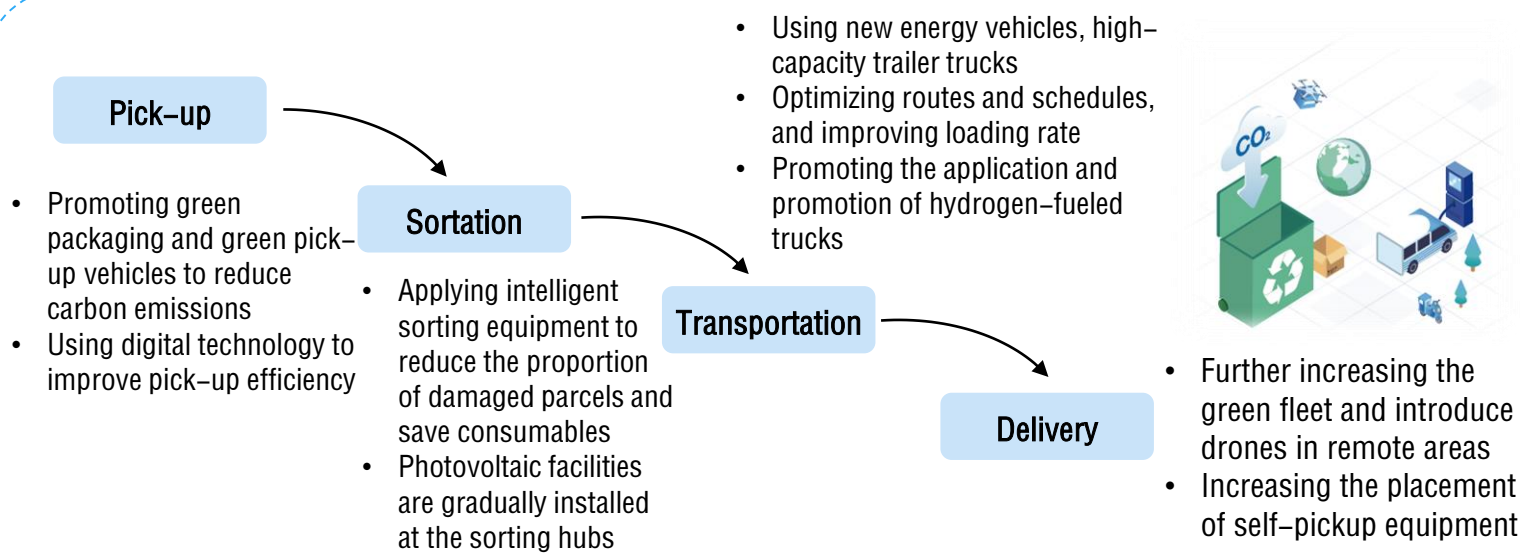 Pick–up
• Promoting green
packaging and green pick–
up vehicles to reduce
carbon emissions
• Using digital technology to
improve pick–up efficiency
Sortation
• Applying intelligent
sorting equipment to
reduce the proportion
of damaged parcels and
save consumables
• Photovoltaic facilities
are gradually installed
at the sorting hubs
• Using new energy vehicles, high–
capacity trailer trucks
• Optimizing routes and schedules,
and improving loading rate
• Promoting the application and
promotion of hydrogen–fueled
trucks
Transportation
Delivery
CO₂
• Further increasing the
green fleet and introduce
drones in remote areas
• Increasing the placement
of self–pickup equipment